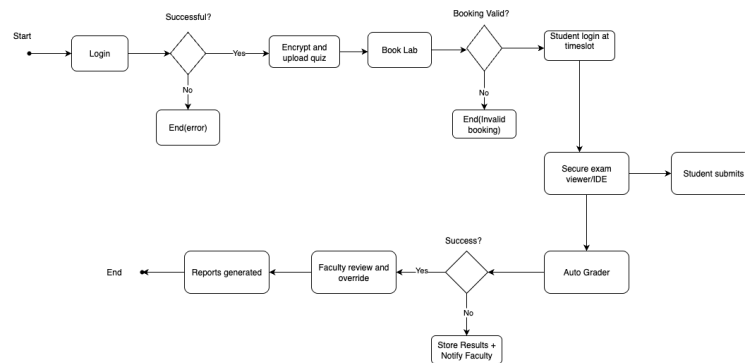 Successful?
Booking Valid?
Start
Login
Yes
Encrypt and
upload quiz
Book Lab
Student login at
timeslot
No
No
End(error)
End(Invalid
booking)
Secure exam
viewer/IDE
Student submits
Success?
End
Reports generated
Faculty review and
override
Yes
Auto Grader
No
Store Results +
Notify Faculty